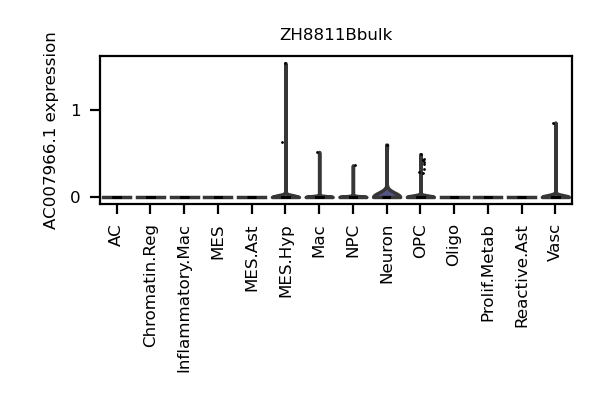 ZH8811Bbulk
AC007966.1 expression
1
0
AC
Chromatin.Reg
Inflammatory.Mac
MES
MES.Ast
MES.Hyp
Mac
NPC
Neuron
OPC
Oligo
Prolif.Metab
Reactive.Ast
Vasc